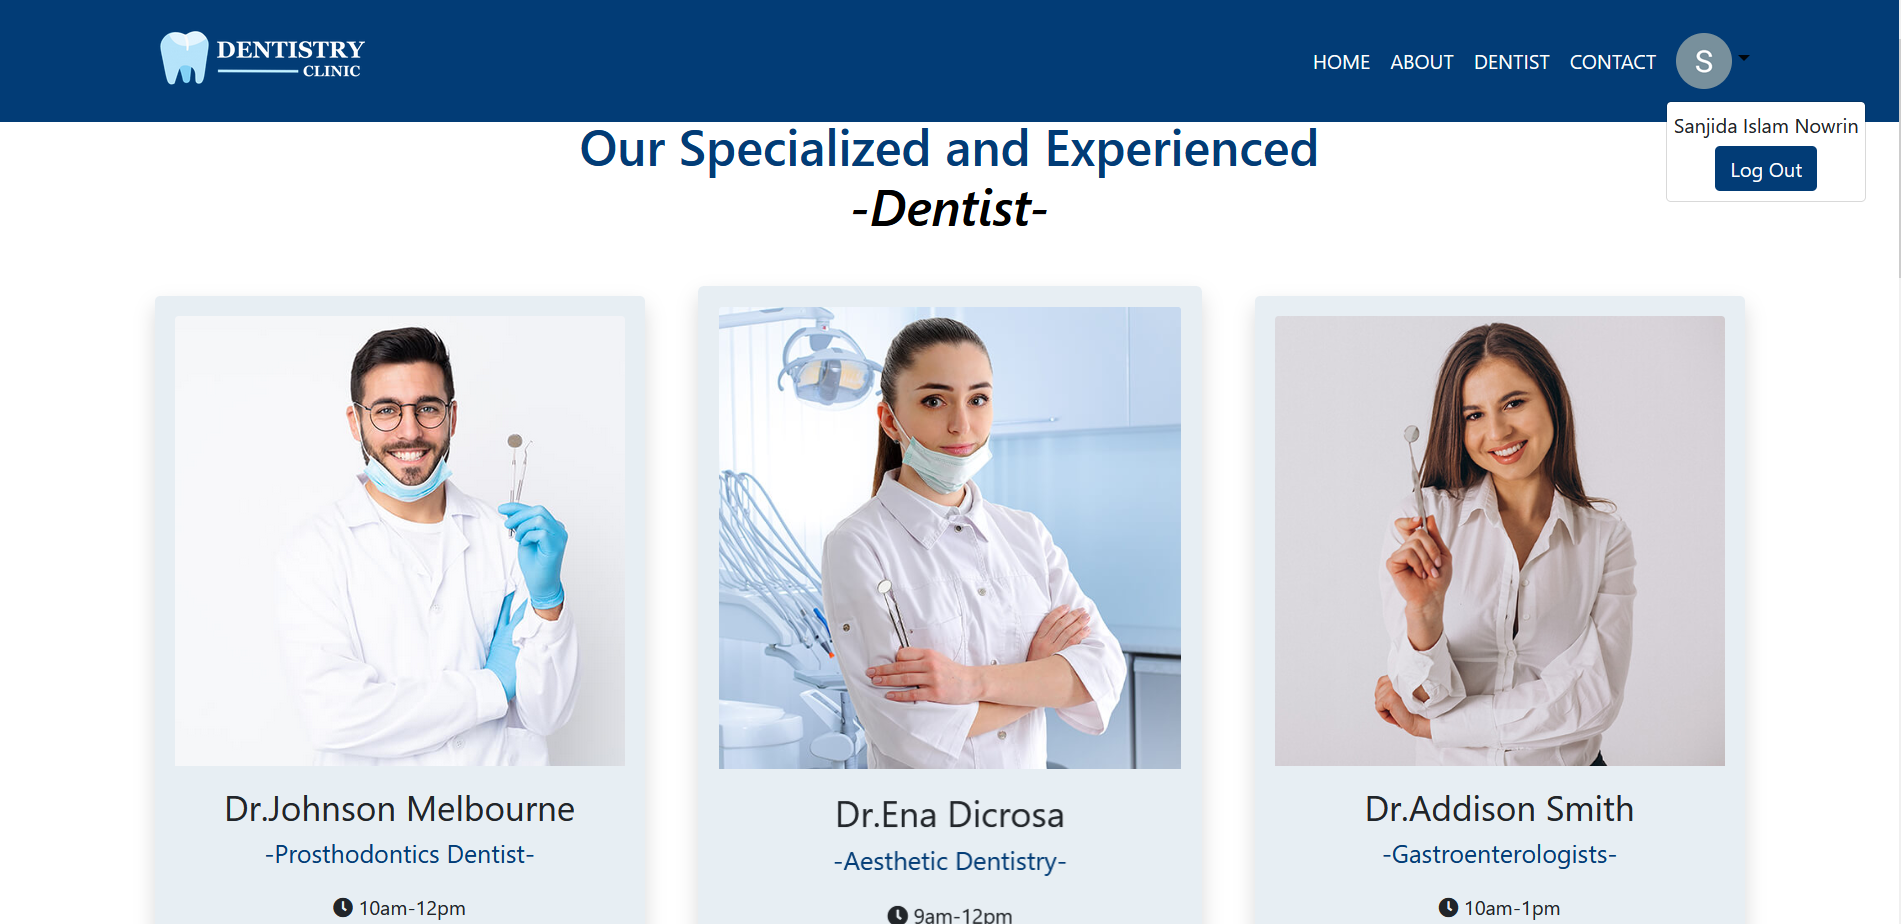 DENTISTRY
CLINIC
HOME ABOUT DENTIST CONTACT S
Sanjida Islam Nowrin
Log Out
Our Specialized and Experienced
-Dentist-
Dr.Johnson Melbourne
-Prosthodontics Dentist-
10am-12pm
Dr.Ena Dicrosa
-Aesthetic Dentistry-
9am-12pm
Dr.Addison Smith
-Gastroenterologists-
10am-1pm